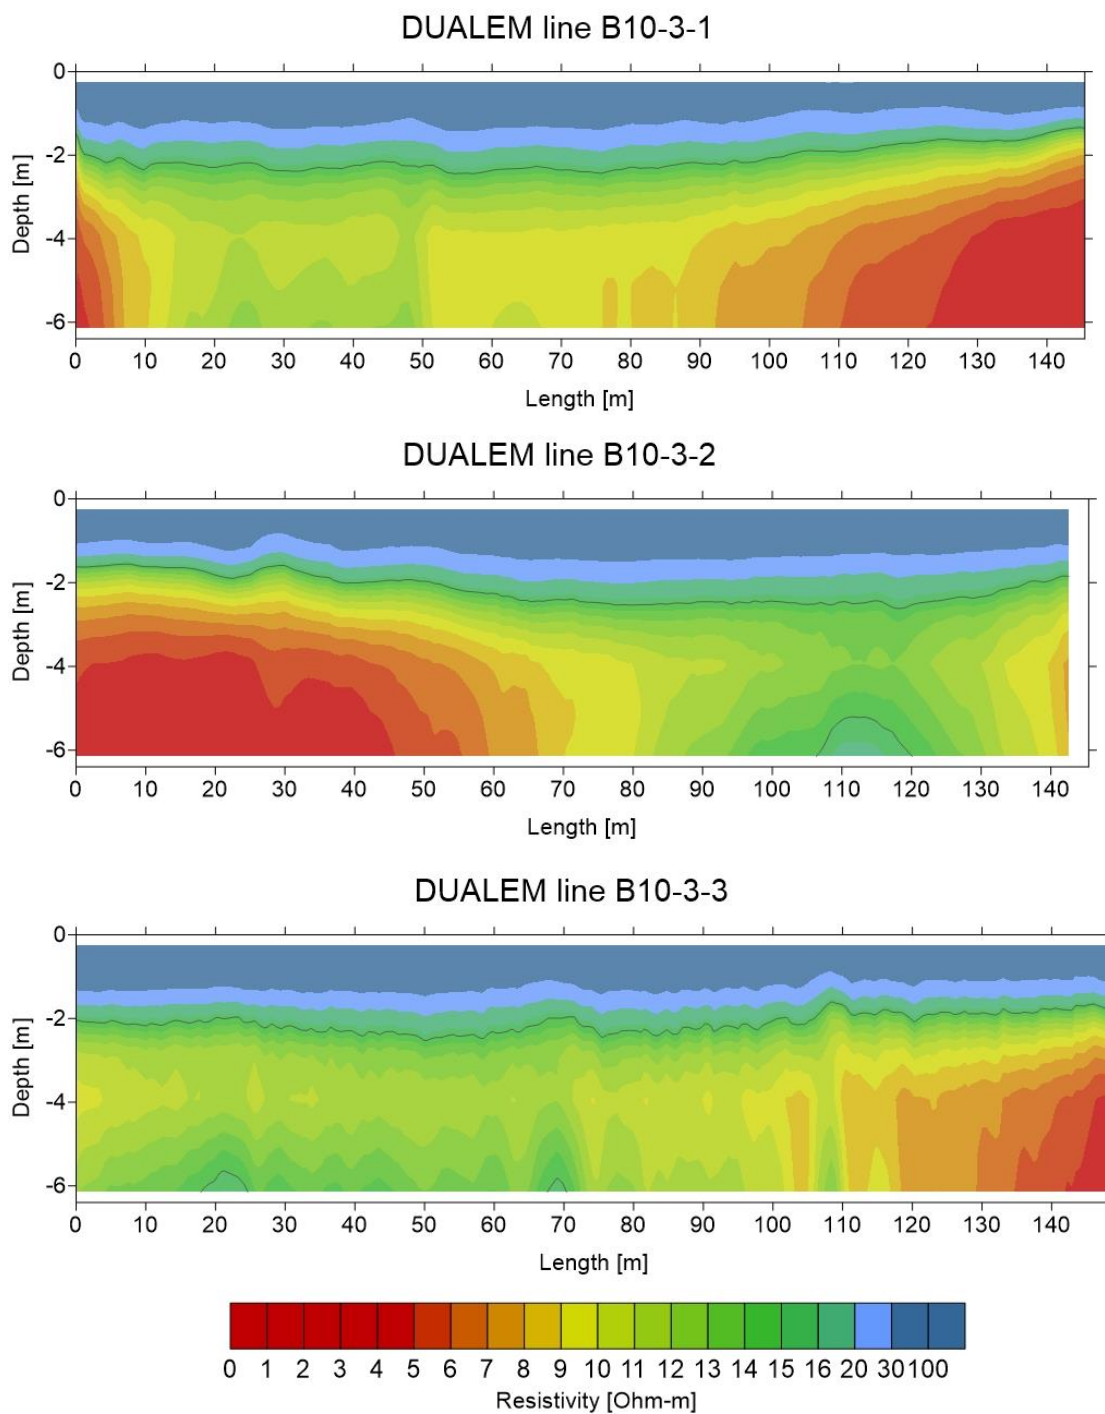 DUALEM line B10-3-1
0
-2
-4
-6
Depth [m]
0 10 20 30 40 50 60 70 80 90 100 110 120 130 140
Length [m]
DUALEM line B10-3-2
0
-2
-4
-6
Depth [m]
0 10 20 30 40 50 60 70 80 90 100 110 120 130 140
Length [m]
DUALEM line B10-3-3
0
-2
-4
-6
Depth [m]
0 10 20 30 40 50 60 70 80 90 100 110 120 130 140
Length [m]
0 1 2 3 4 5 6 7 8 9 10 11 12 13 14 15 16 20 30 100
Resistivity [Ohm-m]